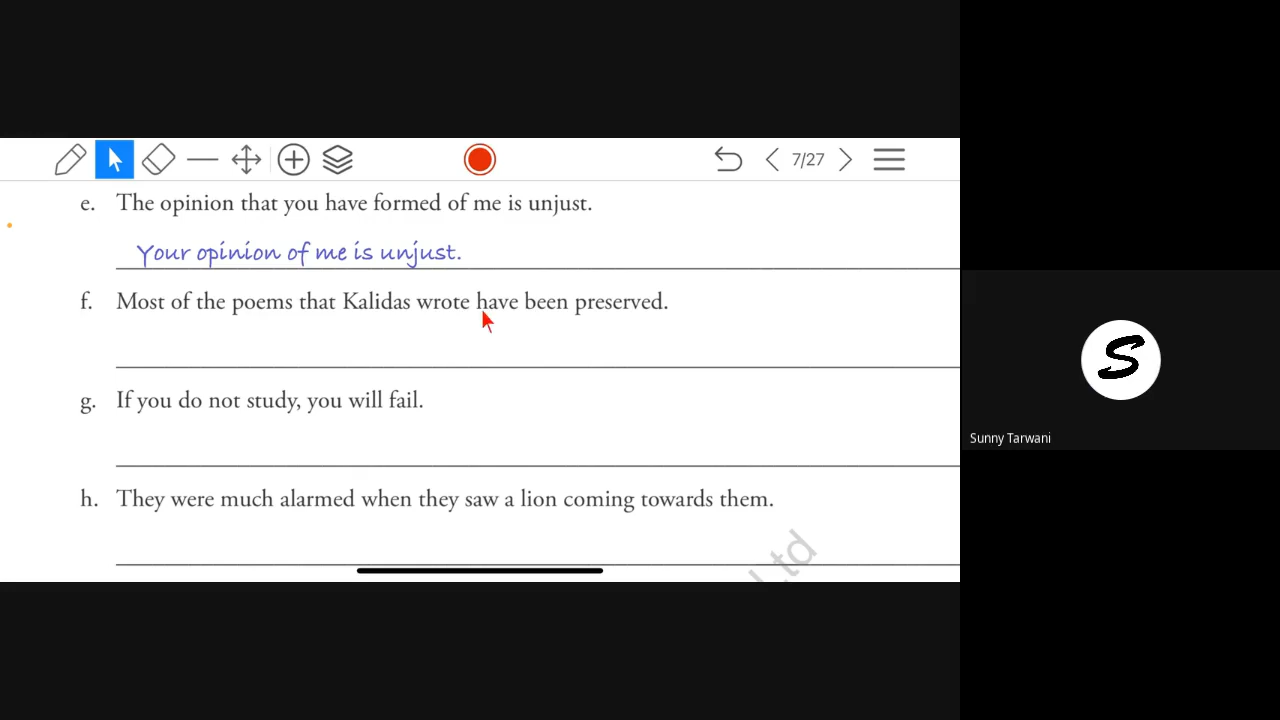 7/27
e. The opinion that you have formed of me is unjust.
Your opinion of me is unjust.
f. Most of the poems that Kalidas wrote have been preserved.
g. If you do not study, you will fail.
h. They were much alarmed when they saw a lion coming towards them.
Ltd
S
Sunny Tarwani